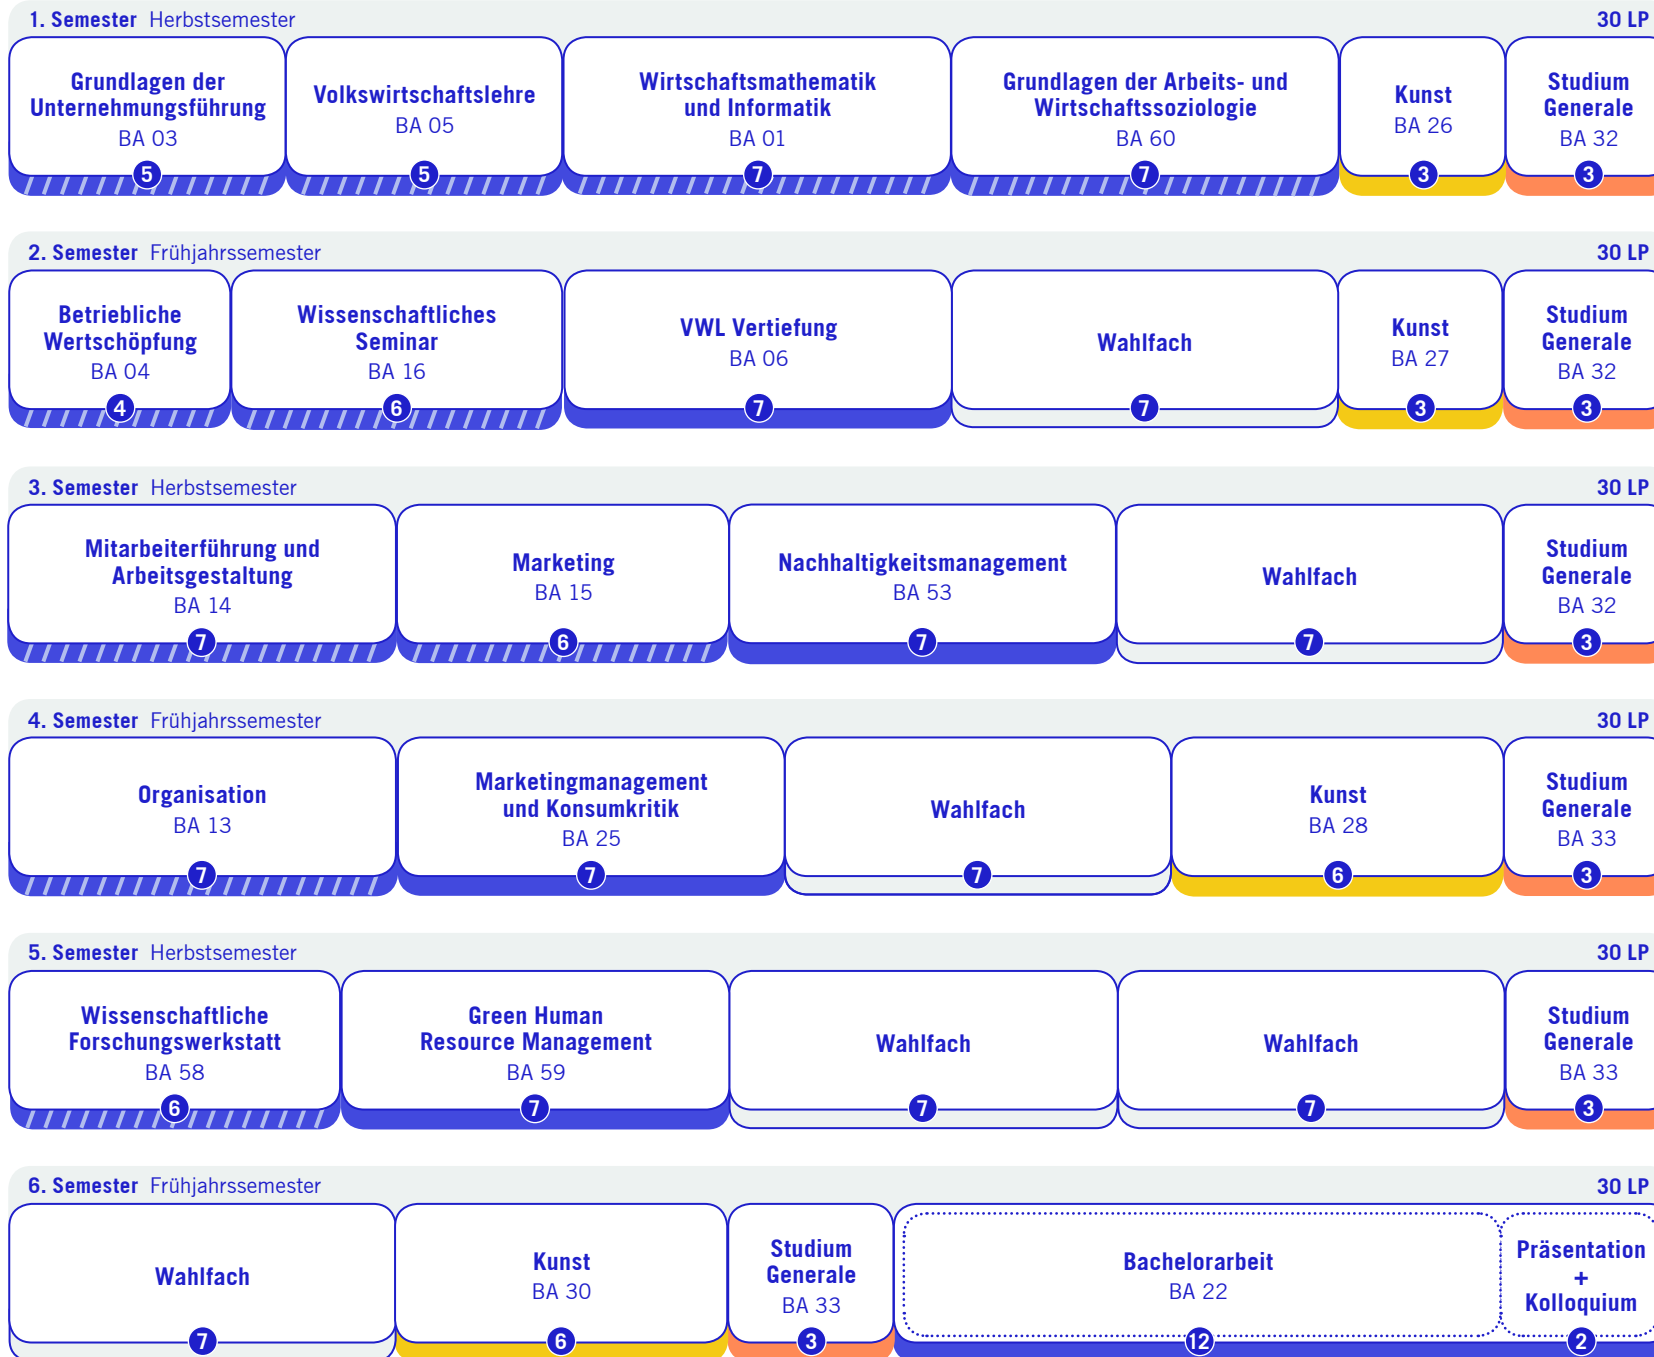 1. Semester Herbstsemester 30 LP
Grundlagen der
Unternehmungsführung
BA 03
5
Volkswirtschaftslehre
BA 05
5
Wirtschaftsmathematik
und Informatik
BA 01
7
Grundlagen der Arbeits- und
Wirtschaftssoziologie
BA 60
7
Kunst
BA 26
3
Studium
Generale
BA 32
3
2. Semester Frühjahrssemester 30 LP
Betriebliche
Wertschöpfung
BA 04
4
Wissenschaftliches
Seminar
BA 16
6
VWL Vertiefung
BA 06
7
Wahlfach
7
Kunst
BA 27
3
Studium
Generale
BA 32
3
3. Semester Herbstsemester 30 LP
Mitarbeiterführung und
Arbeitsgestaltung
BA 14
7
Marketing
BA 15
6
Nachhaltigkeitsmanagement
BA 53
7
Wahlfach
7
Studium
Generale
BA 32
3
4. Semester Frühjahrssemester 30 LP
Organisation
BA 13
7
Marketingmanagement
und Konsumkritik
BA 25
7
Wahlfach
7
Kunst
BA 28
6
Studium
Generale
BA 33
3
5. Semester Herbstsemester 30 LP
Wissenschaftliche
Forschungswerkstatt
BA 58
6
Green Human
Resource Management
BA 59
7
Wahlfach
7
Wahlfach
7
Studium
Generale
BA 33
3
6. Semester Frühjahrssemester 30 LP
Wahlfach
7
Kunst
BA 30
6
Studium
Generale
BA 33
3
Bachelorarbeit
BA 22
12
Präsentation
+
Kolloquium
2